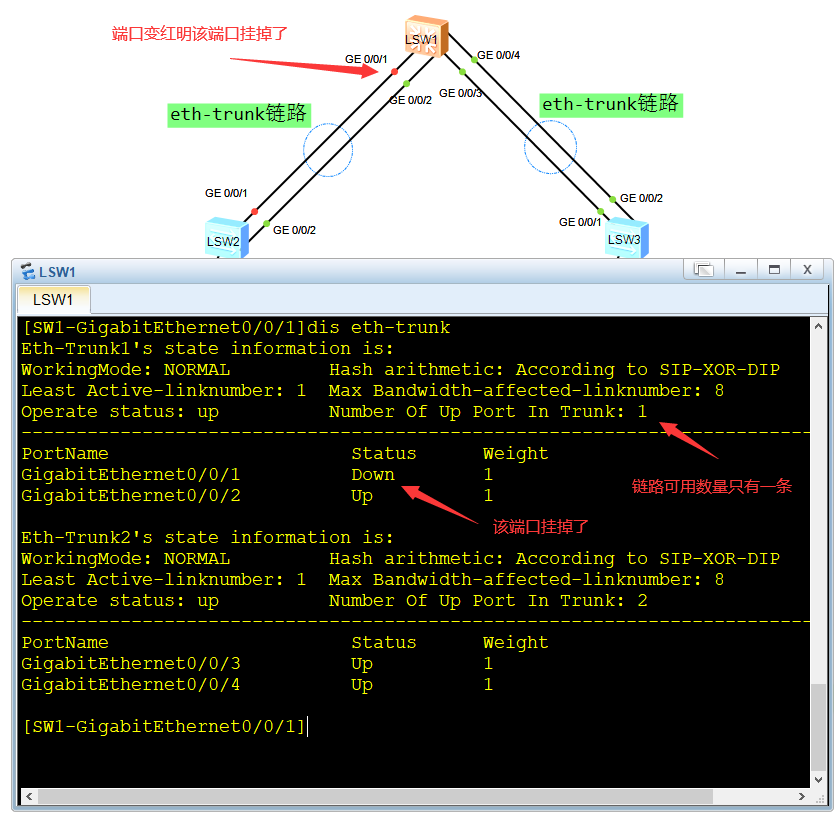 端口变红明该端口挂掉了
LSW1
GE 0/0/1
GE 0/0/4
GE 0/0/2
GE 0/0/3
eth-trunk链路
eth-trunk链路
GE 0/0/1
GE 0/0/2
GE 0/0/2
GE 0/0/1
LSW2
LSW3
LSW1
X
LSW1
[SW1-GigabitEthernet0/0/1]dis eth-trunk
Eth-Trunk1's state information is:
WorkingMode: NORMAL Hash arithmetic: According to SIP-XOR-DIP
Least Active-linknumber: 1 Max Bandwidth-affected-linknumber: 8
Operate status: up Number Of Up Port In Trunk: 1
--------------------------------------------------------------------------------
PortName Status Weight
GigabitEthernet0/0/1 Down 1
GigabitEthernet0/0/2 Up 1
链路可用数量只有一条
该端口挂掉了
Eth-Trunk2's state information is:
WorkingMode: NORMAL Hash arithmetic: According to SIP-XOR-DIP
Least Active-linknumber: 1 Max Bandwidth-affected-linknumber: 8
Operate status: up Number Of Up Port In Trunk: 2
--------------------------------------------------------------------------------
PortName Status Weight
GigabitEthernet0/0/3 Up 1
GigabitEthernet0/0/4 Up 1
[SW1-GigabitEthernet0/0/1]